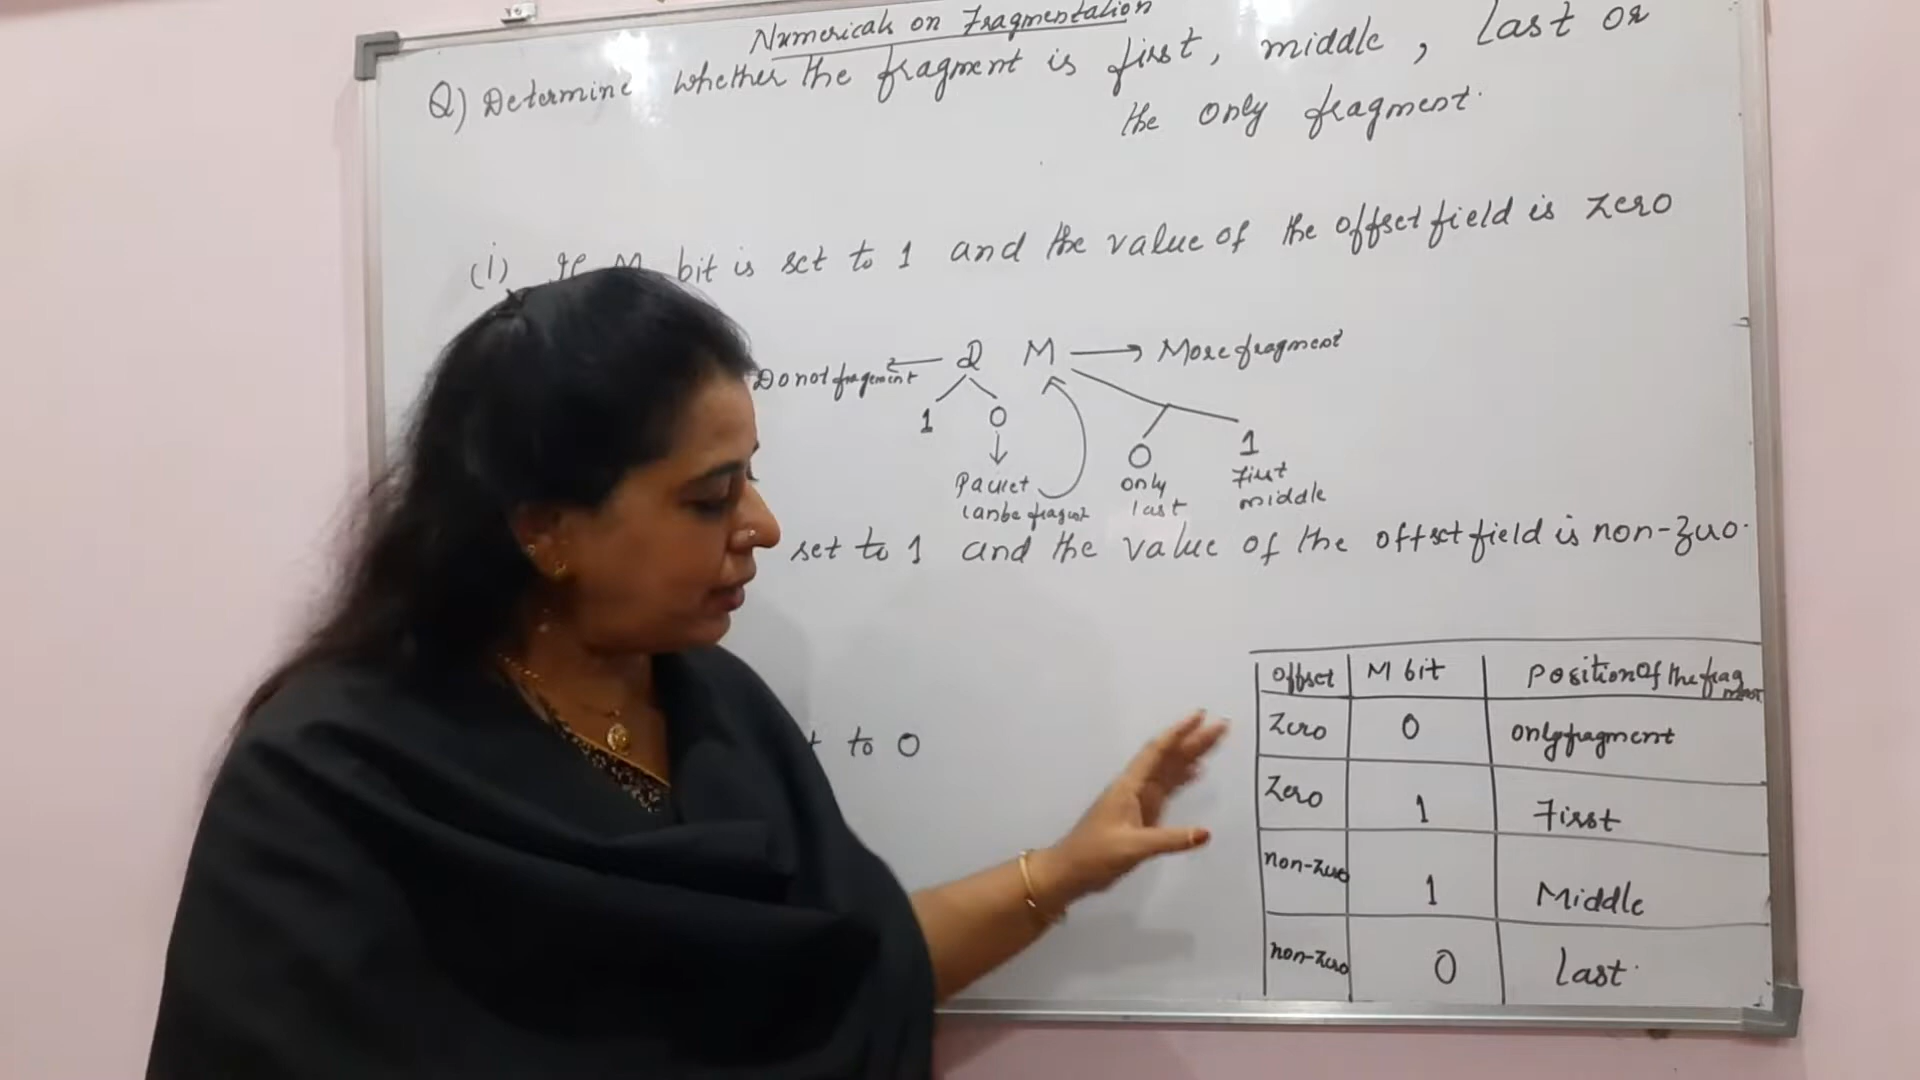 Numericals on Fragmentation
Q) Determine whether the fragment is first, middle, last or
the only fragment.
(i) If M bit is set to 1 and the value of the offset field is zero
Do not fragement ← D M → More fragment
1 0 0 1
Packet only First
can be last middle
set to 1 and the value of the offset field is non-zero.
to 0
Offset M bit Position of the fragment
Zero 0 only fragment
Zero 1 First
non-zero 1 Middle
non-zero 0 last.